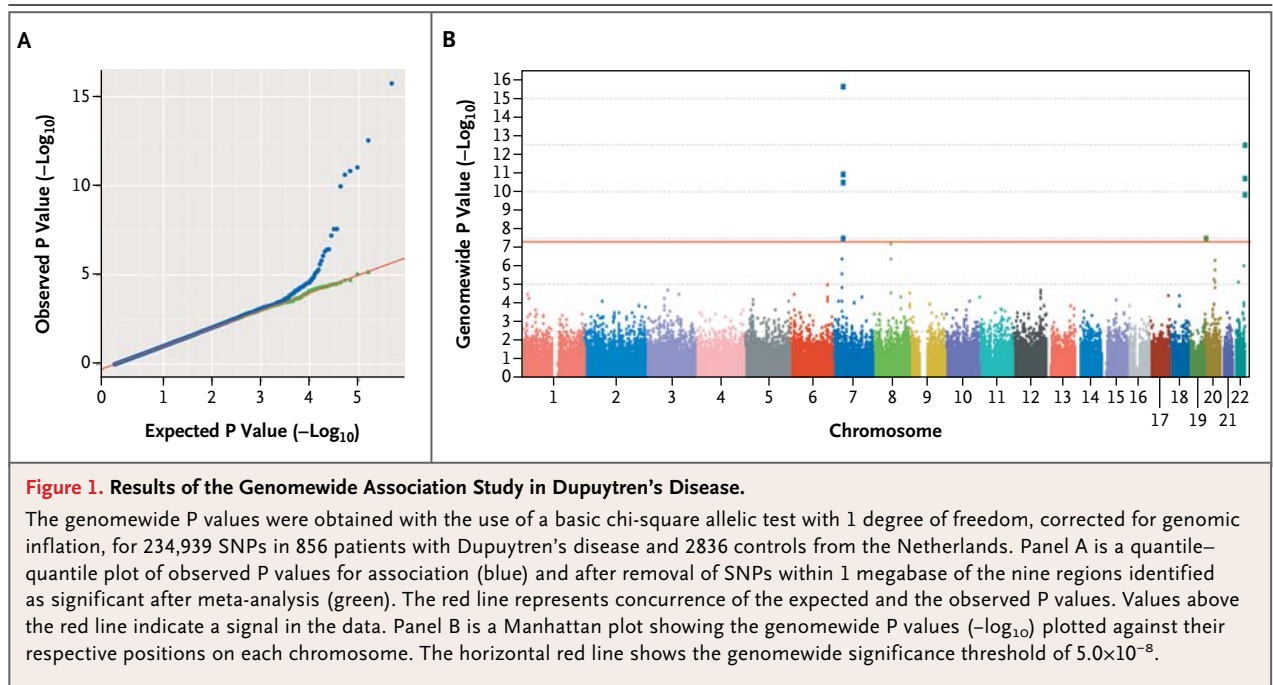 A
Observed P Value (−Log10)
15
10
5
0
0 1 2 3 4 5
Expected P Value (−Log10)
B
Genomewide P Value (−Log10)
16
15
14
13
12
11
10
9
8
7
6
5
4
3
2
1
0
1 2 3 4 5 6 7 8 9 10 11 12 13 14 15 16 18 20 22
17 19 21
Chromosome
Figure 1. Results of the Genomewide Association Study in Dupuytren’s Disease.
The genomewide P values were obtained with the use of a basic chi-square allelic test with 1 degree of freedom, corrected for genomic
inflation, for 234,939 SNPs in 856 patients with Dupuytren’s disease and 2836 controls from the Netherlands. Panel A is a quantile–
quantile plot of observed P values for association (blue) and after removal of SNPs within 1 megabase of the nine regions identified
as significant after meta-analysis (green). The red line represents concurrence of the expected and the observed P values. Values above
the red line indicate a signal in the data. Panel B is a Manhattan plot showing the genomewide P values (−log₁₀) plotted against their
respective positions on each chromosome. The horizontal red line shows the genomewide significance threshold of 5.0×10⁻⁸.